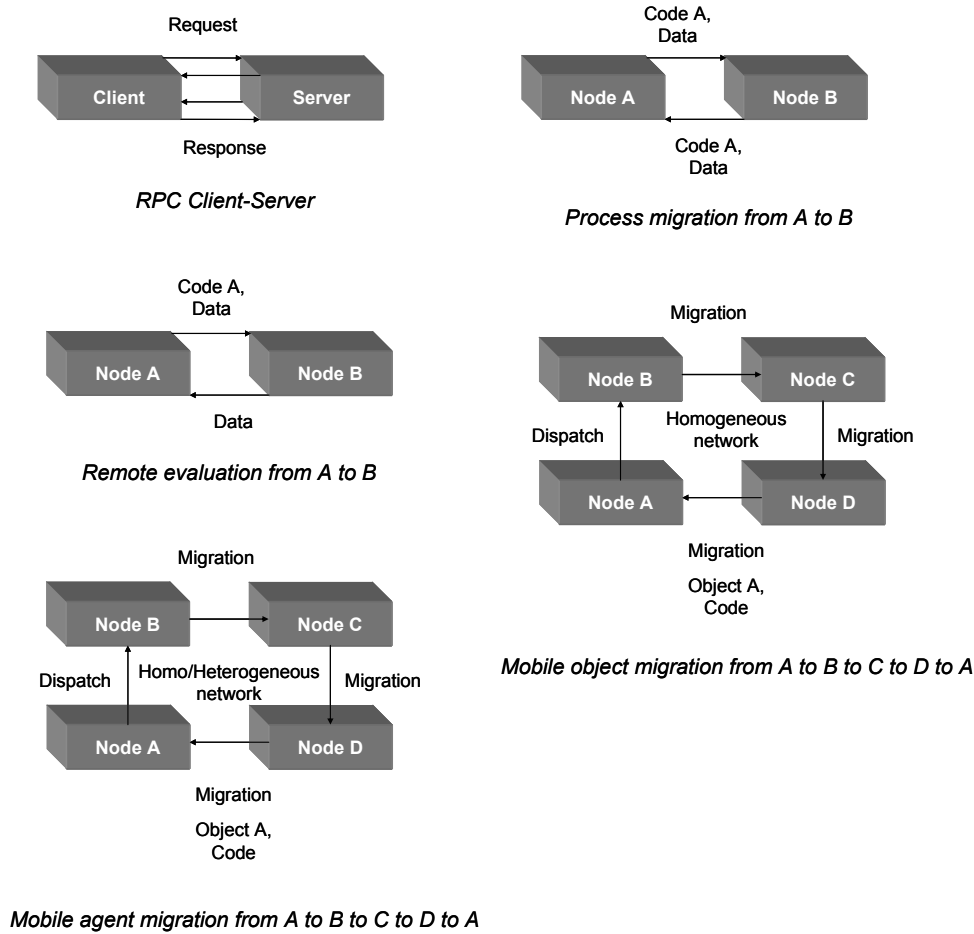 Request
Client
Server
Response
RPC Client-Server
Code A,
Data
Node A
Node B
Code A,
Data
Process migration from A to B
Code A,
Data
Node A
Node B
Data
Remote evaluation from A to B
Migration
Node B
Node C
Dispatch
Homogeneous
network
Migration
Node A
Node D
Migration
Object A,
Code
Mobile object migration from A to B to C to D to A
Migration
Node B
Node C
Dispatch
Homo/Heterogeneous
network
Migration
Node A
Node D
Migration
Object A,
Code
Mobile agent migration from A to B to C to D to A